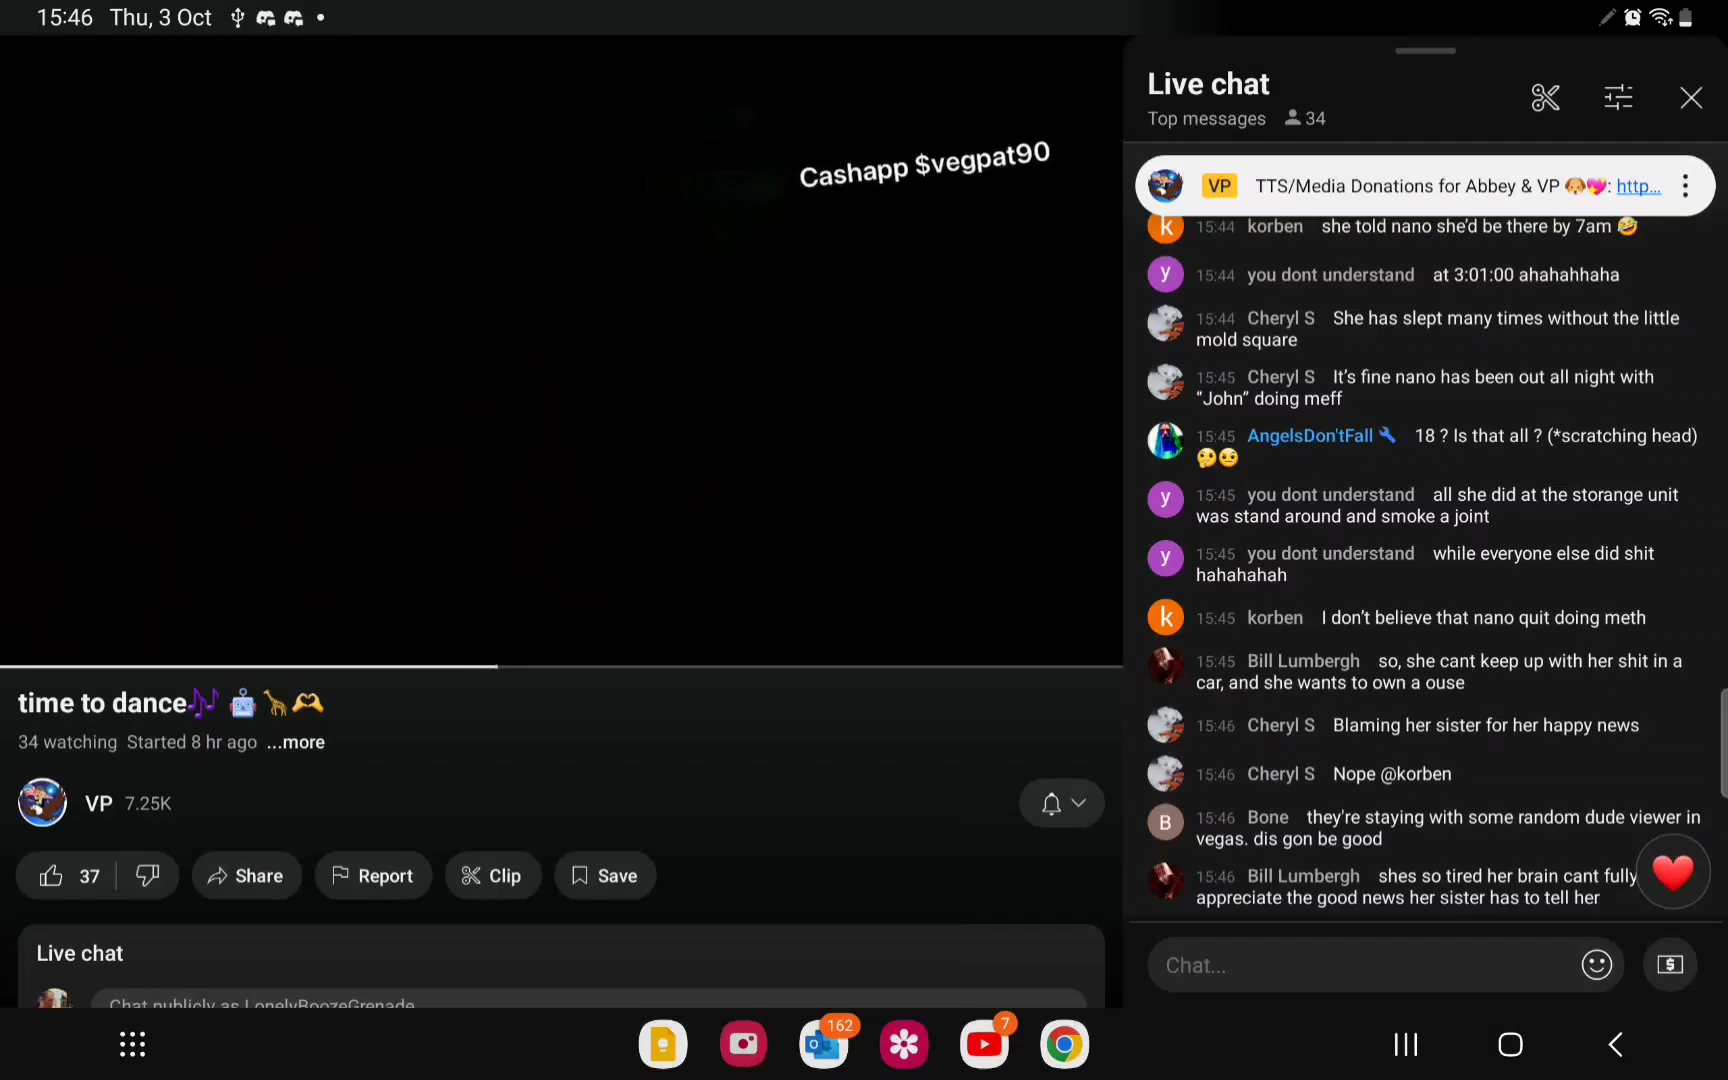 15:46 Thu, 3 Oct
Cashapp $vegpat90
time to dance
34 watching Started 8 hr ago ...more
VP 7.25K
37
Share
Report
Clip
Save
Live chat
Chat publicly as LonelyBoozeGrenade
Live chat
Top messages 34
VP TTS/Media Donations for Abbey & VP 🐶💖: http...
k 15:44 korben she told nano she'd be there by 7am 🤣
y 15:44 you dont understand at 3:01:00 ahahahhaha
15:44 Cheryl S She has slept many times without the little
mold square
15:45 Cheryl S It's fine nano has been out all night with
“John” doing meff
15:45 AngelsDon'tFall 18 ? Is that all ? (*scratching head)
🤔😒
y 15:45 you dont understand all she did at the storange unit
was stand around and smoke a joint
y 15:45 you dont understand while everyone else did shit
hahahahah
k 15:45 korben I don't believe that nano quit doing meth
15:45 Bill Lumbergh so, she cant keep up with her shit in a
car, and she wants to own a ouse
15:46 Cheryl S Blaming her sister for her happy news
15:46 Cheryl S Nope @korben
B 15:46 Bone they're staying with some random dude viewer in
vegas. dis gon be good
15:46 Bill Lumbergh shes so tired her brain cant fully
appreciate the good news her sister has to tell her
Chat...
162
7